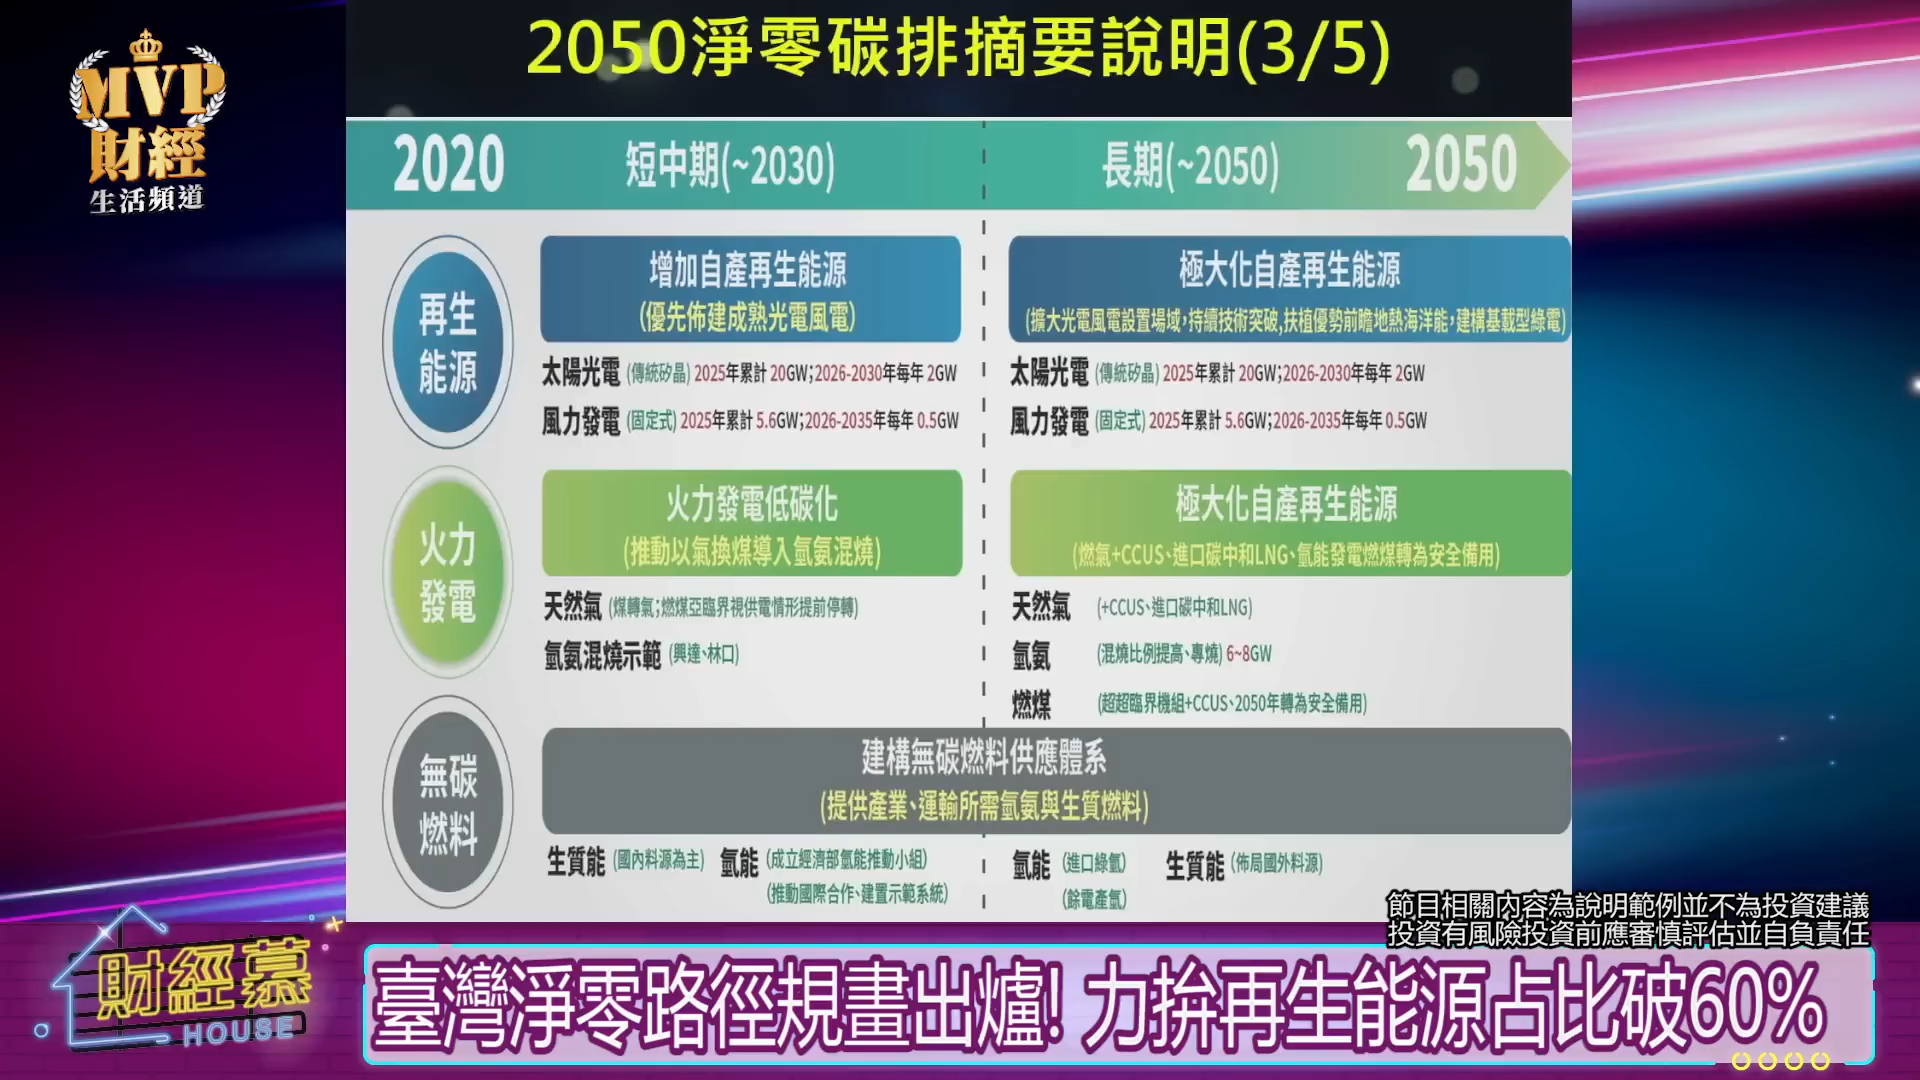 MVP
財經
生活頻道
2050淨零碳排摘要說明(3/5)
2020
短中期(~2030)
長期(~2050)
2050
再生
能源
增加自產再生能源
(優先佈建成熟光電風電)
太陽光電 (傳統矽晶) 2025年累計 20GW;2026-2030年每年 2GW
風力發電 (固定式) 2025年累計 5.6GW;2026-2035年每年 0.5GW
極大化自產再生能源
(擴大光電風電設置場域,持續技術突破,扶植優勢前瞻地熱海洋能,建構基載型綠電)
太陽光電 (傳統矽晶) 2025年累計 20GW;2026-2030年每年 2GW
風力發電 (固定式) 2025年累計 5.6GW;2026-2035年每年 0.5GW
火力
發電
火力發電低碳化
(推動以氣換煤導入氫氨混燒)
天然氣 (煤轉氣;燃煤亞臨界視供電情形提前停轉)
氫氨混燒示範 (興達、林口)
極大化自產再生能源
(燃氣+CCUS、進口碳中和LNG、氫能發電燃煤轉為安全備用)
天然氣 (+CCUS、進口碳中和LNG)
氫氨 (混燒比例提高、專燒) 6~8GW
燃煤 (超超臨界機組+CCUS、2050年轉為安全備用)
無碳
燃料
建構無碳燃料供應體系
(提供產業、運輸所需氫氨與生質燃料)
生質能 (國內料源為主) 氫能 (成立經濟部氫能推動小組)
(推動國際合作、建置示範系統)
氫能 (進口綠氫) 生質能 (佈局國外料源)
(餘電產氫)
節目相關內容為說明範例並不為投資建議
投資有風險投資前應審慎評估並自負責任
財經慕
HOUSE
臺灣淨零路徑規畫出爐! 力拚再生能源占比破60%